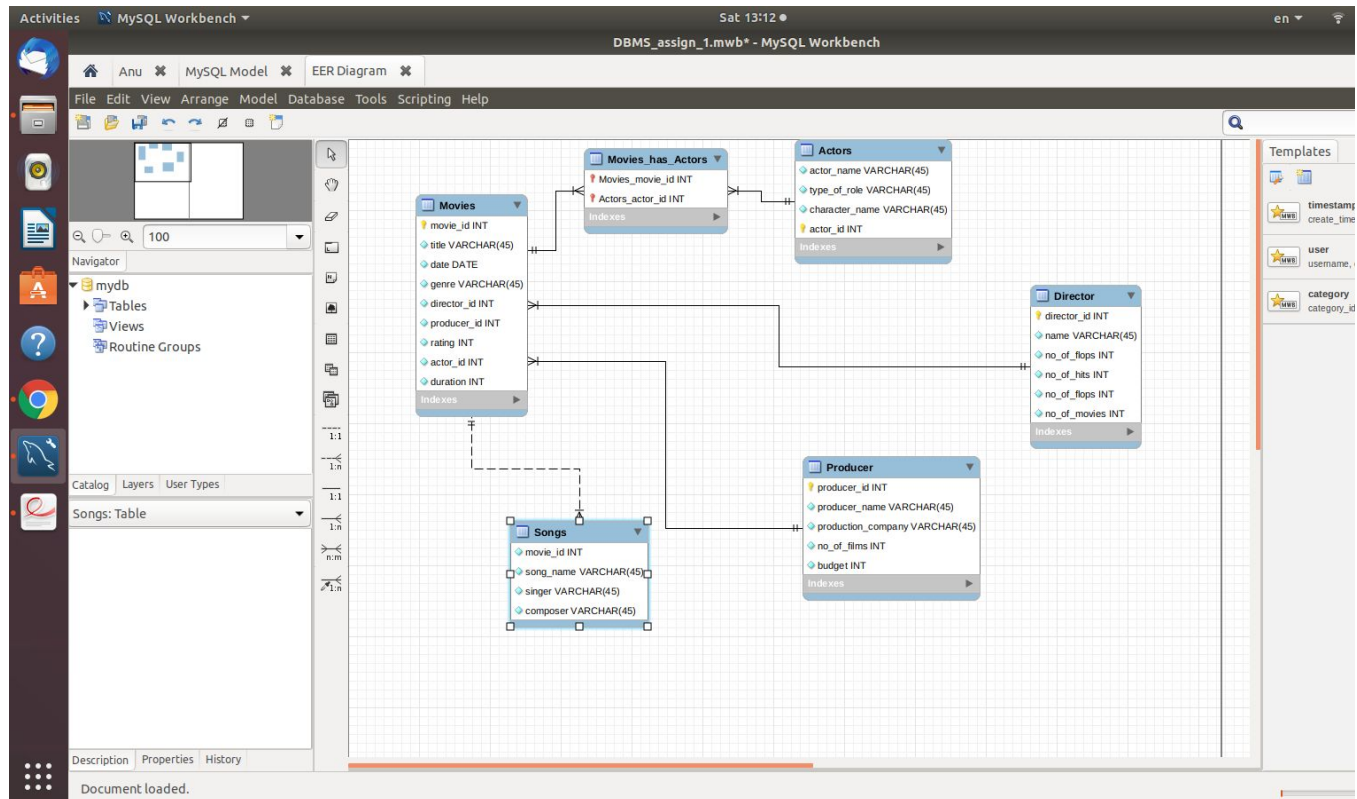 Activities MySQL Workbench Sat 13:12 en
DBMS_assign_1.mwb* - MySQL Workbench
Anu MySQL Model EER Diagram
File Edit View Arrange Model Database Tools Scripting Help
100
Navigator
mydb
Tables
Views
Routine Groups
Catalog Layers User Types
Songs: Table
Description Properties History
Document loaded.
1:1
1:n
1:1
1:n
n:m
1:n
Movies
movie_id INT
title VARCHAR(45)
date DATE
genre VARCHAR(45)
director_id INT
producer_id INT
rating INT
actor_id INT
duration INT
Indexes
Movies_has_Actors
Movies_movie_id INT
Actors_actor_id INT
Indexes
Actors
actor_name VARCHAR(45)
type_of_role VARCHAR(45)
character_name VARCHAR(45)
actor_id INT
Indexes
Director
director_id INT
name VARCHAR(45)
no_of_flops INT
no_of_hits INT
no_of_flops INT
no_of_movies INT
Indexes
Producer
producer_id INT
producer_name VARCHAR(45)
production_company VARCHAR(45)
no_of_films INT
budget INT
Indexes
Songs
movie_id INT
song_name VARCHAR(45)
singer VARCHAR(45)
composer VARCHAR(45)
Templates
timestamp
create_time
user
username,
category
category_id